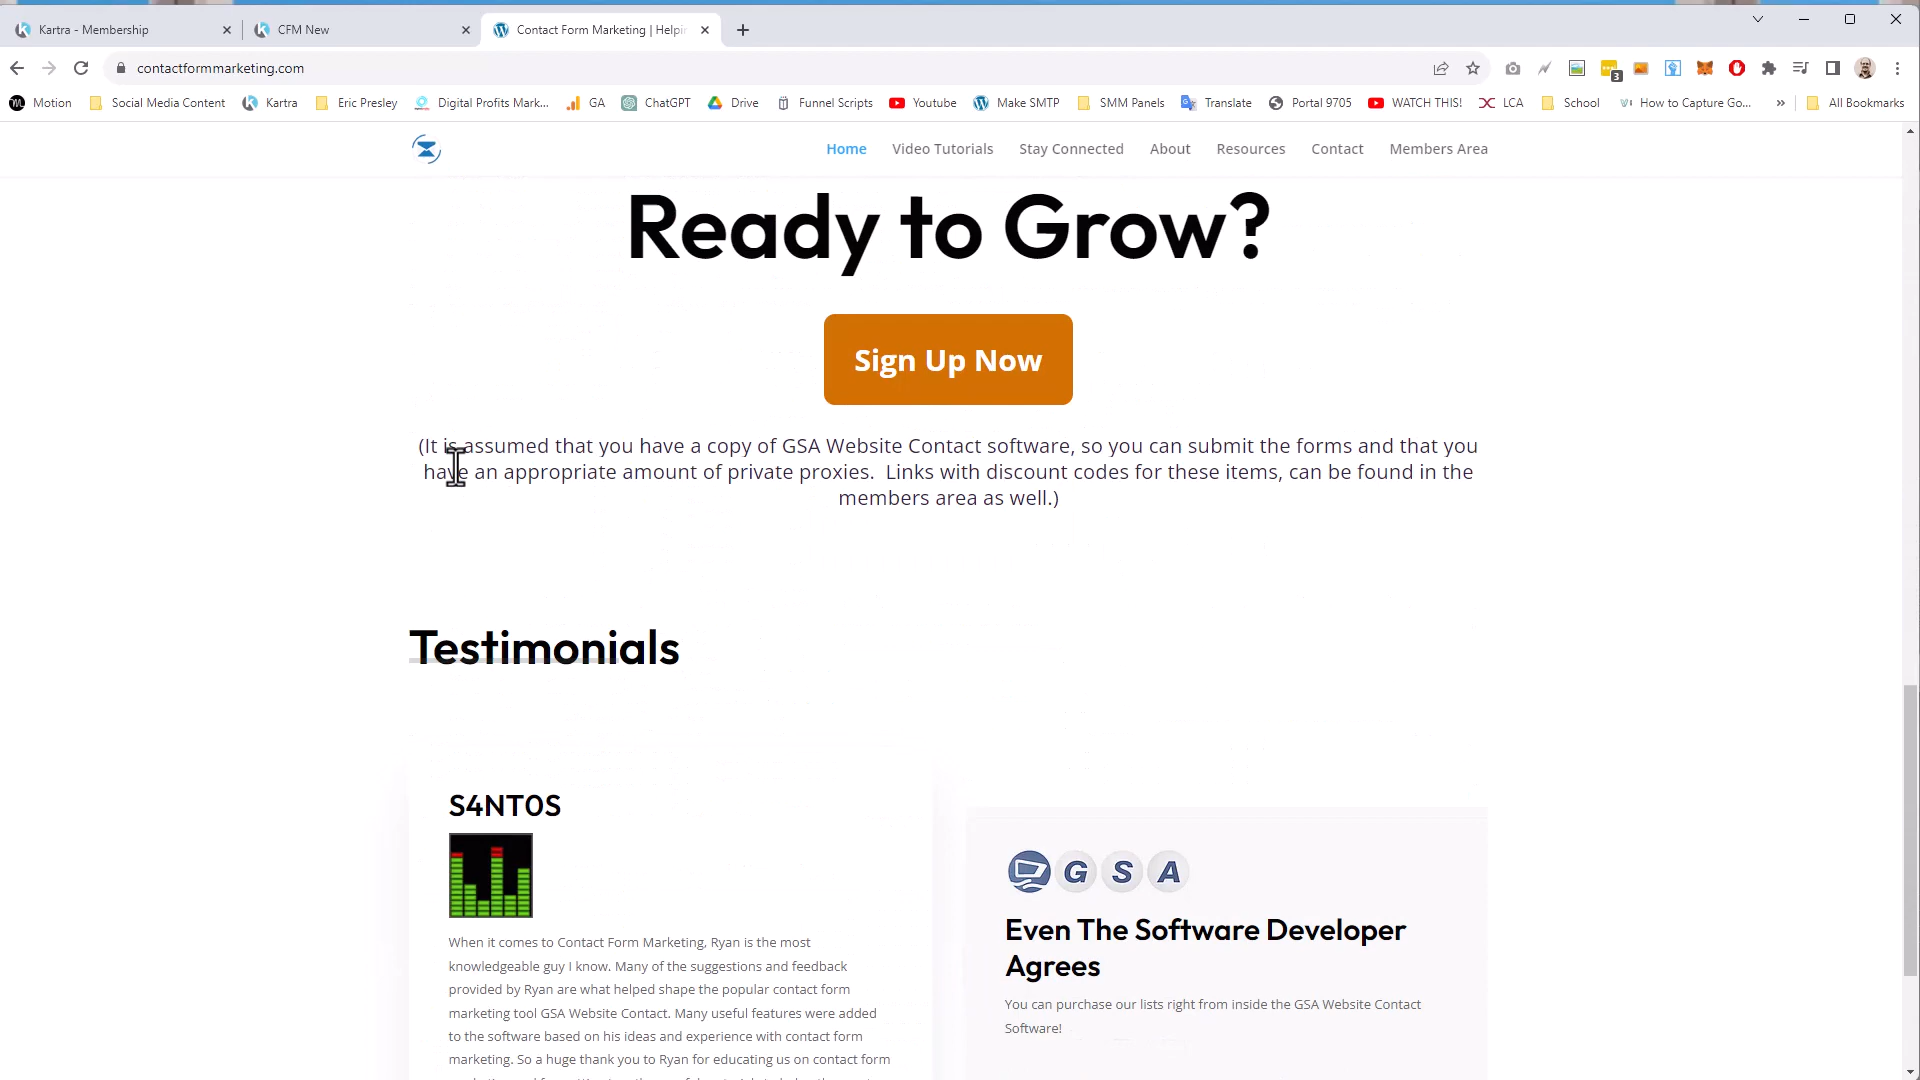 Kartra - Membership
CFM New
Contact Form Marketing | Helpi
contactformmarketing.com
3
Motion
Social Media Content
Kartra
Eric Presley
Digital Profits Mark...
GA
ChatGPT
Drive
Funnel Scripts
Youtube
Make SMTP
SMM Panels
Translate
Portal 9705
WATCH THIS!
LCA
School
How to Capture Go...
All Bookmarks
Home
Video Tutorials
Stay Connected
About
Resources
Contact
Members Area
Ready to Grow?
Sign Up Now
(It is assumed that you have a copy of GSA Website Contact software, so you can submit the forms and that you
have an appropriate amount of private proxies.  Links with discount codes for these items, can be found in the
members area as well.)
Testimonials
S4NT0S
When it comes to Contact Form Marketing, Ryan is the most
knowledgeable guy I know. Many of the suggestions and feedback
provided by Ryan are what helped shape the popular contact form
marketing tool GSA Website Contact. Many useful features were added
to the software based on his ideas and experience with contact form
marketing. So a huge thank you to Ryan for educating us on contact form
GSA
Even The Software Developer
Agrees
You can purchase our lists right from inside the GSA Website Contact
Software!